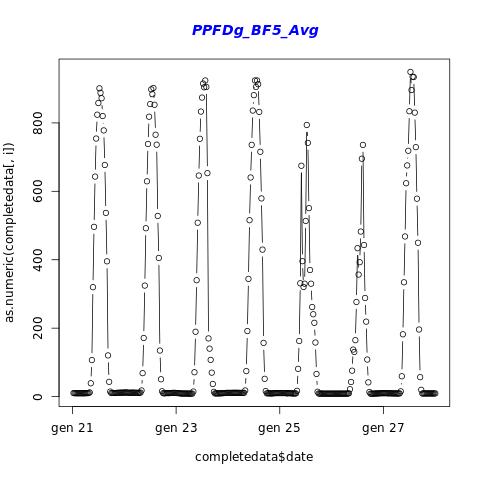 PPFDg_BF5_Avg
as.numeric(completedata[, i])
800
600
400
200
0
gen 21
gen 23
gen 25
gen 27
completedata$date